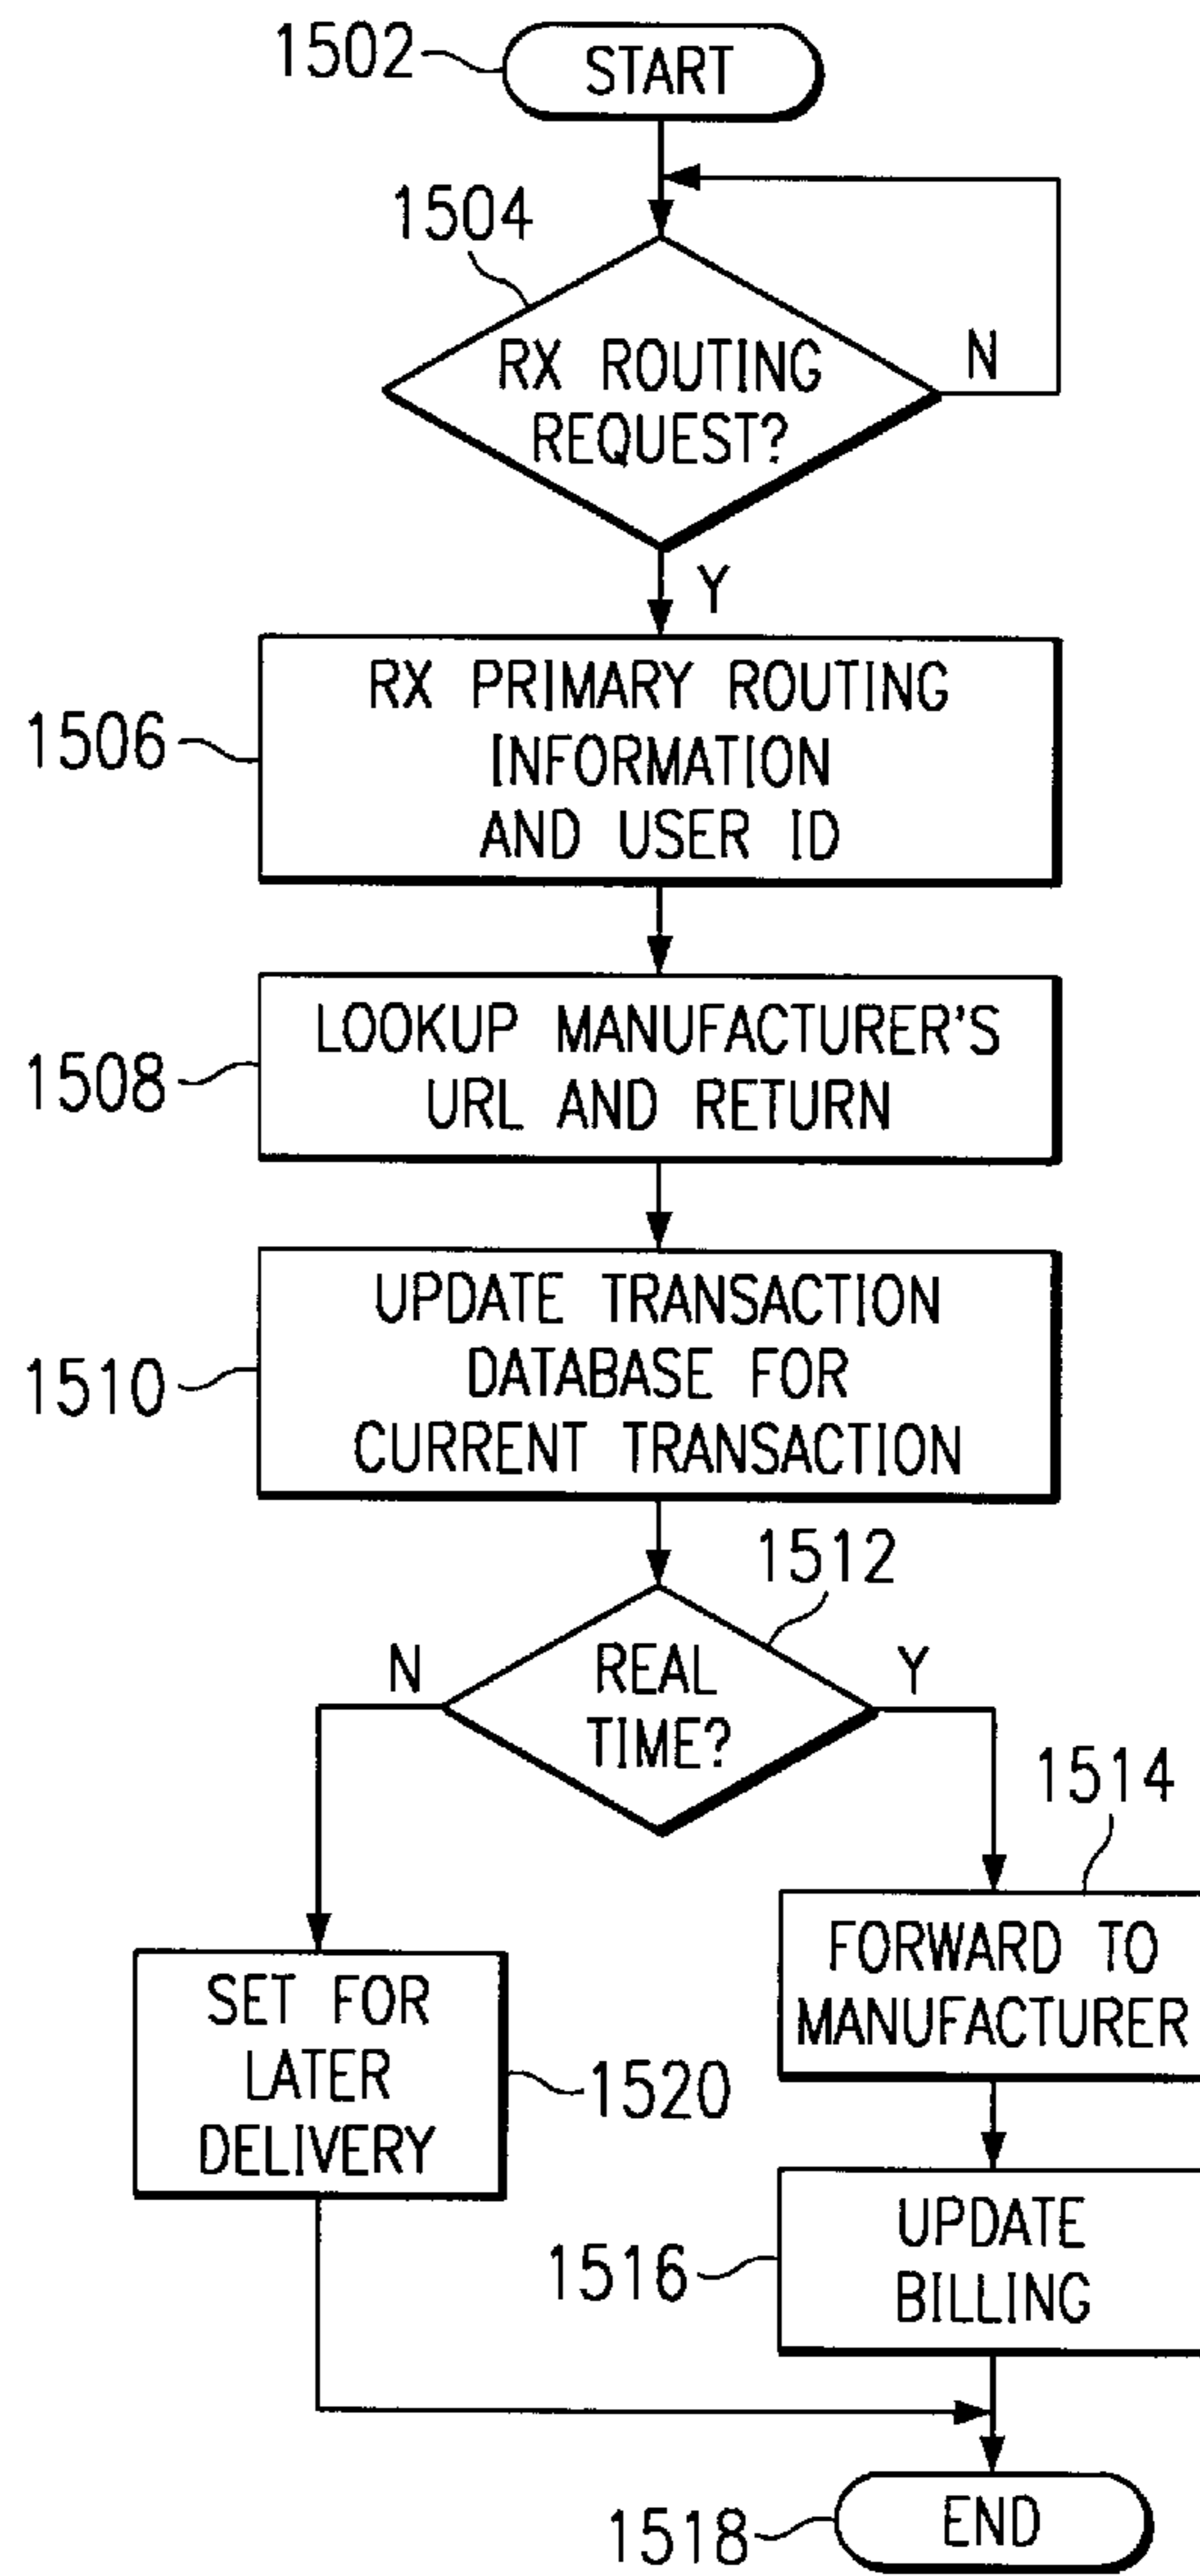 1502
START
1504
RX ROUTING
REQUEST?
N
Y
RX PRIMARY ROUTING
INFORMATION
AND USER ID
1506
LOOKUP MANUFACTURER'S
URL AND RETURN
1508
UPDATE TRANSACTION
DATABASE FOR
CURRENT TRANSACTION
1510
1512
N
REAL
TIME?
Y
1514
FORWARD TO
MANUFACTURER
SET FOR
LATER
DELIVERY
1520
UPDATE
BILLING
1516
END
1518